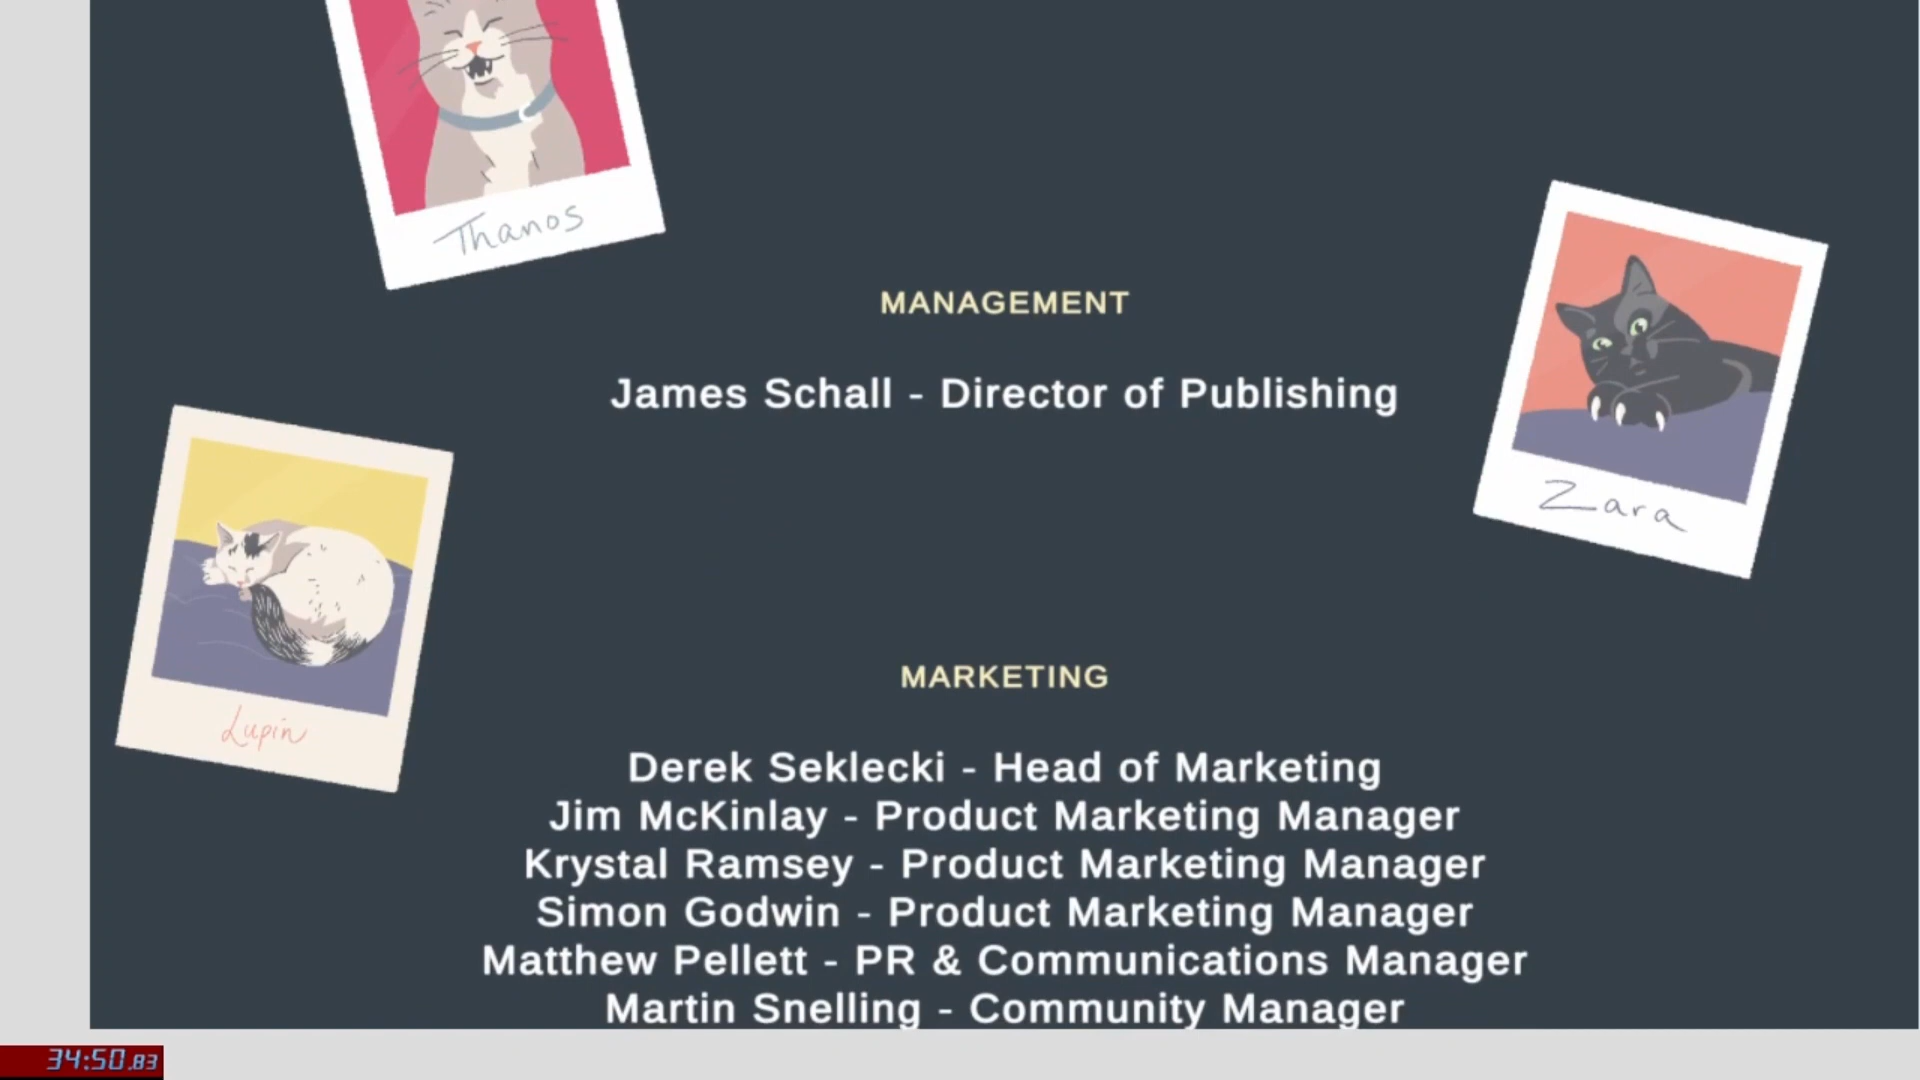 Thanos
MANAGEMENT
James Schall - Director of Publishing
Zara
Lupin
MARKETING
Derek Seklecki - Head of Marketing
Jim McKinlay - Product Marketing Manager
Krystal Ramsey - Product Marketing Manager
Simon Godwin - Product Marketing Manager
Matthew Pellett - PR & Communications Manager
Martin Snelling - Community Manager
34:50.83